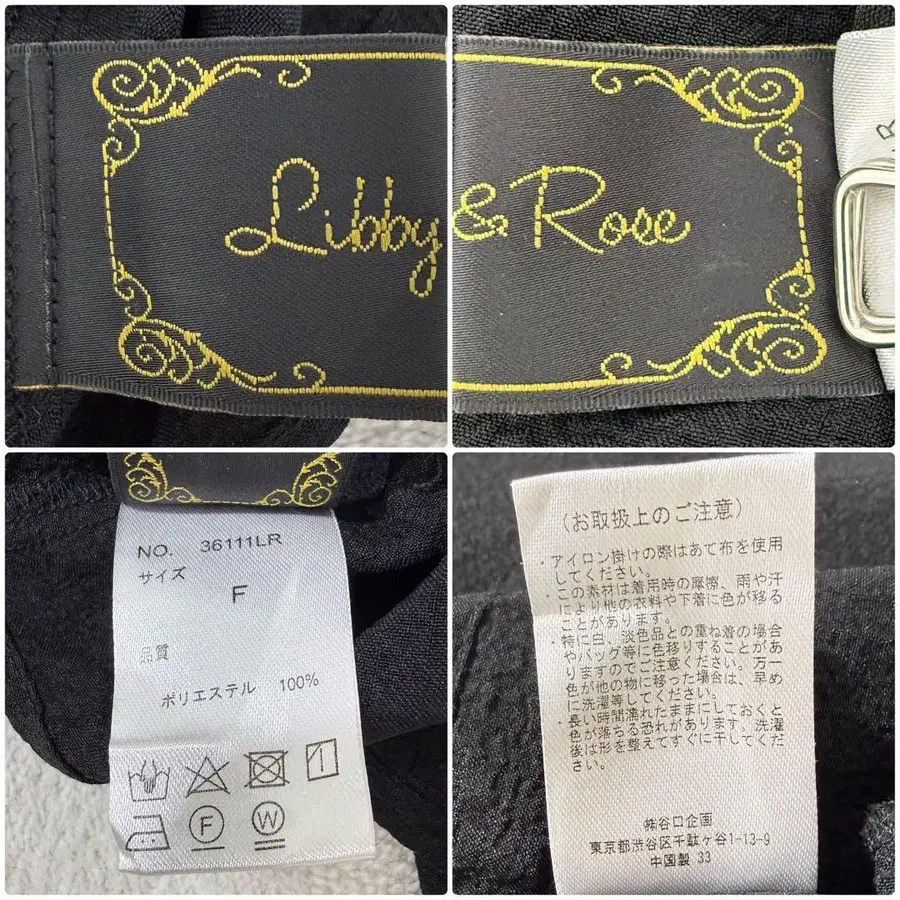 Libby
& Rose
R
NO. 36111LR
サイズ
F
品質
ポリエステル 100%
F
W
(お取扱上のご注意)
・アイロン掛けの際はあて布を使用
してください。
・この素材は着用時の摩擦、雨や汗
により他の衣料や下着に色が移る
ことがあります。
・特に白、淡色品との重ね着の場合
やバッグ等に色移りすることがあ
りますのでご注意ください。万一
色が他の物に移った場合は、早め
に洗濯等してください。
・長い時間濡れたままにしておくと
色が落ちる恐れがあります。洗濯
後は形を整えてすぐに干してくだ
さい。
㈱谷口企画
東京都渋谷区千駄ヶ谷1-13-9
中国製 33